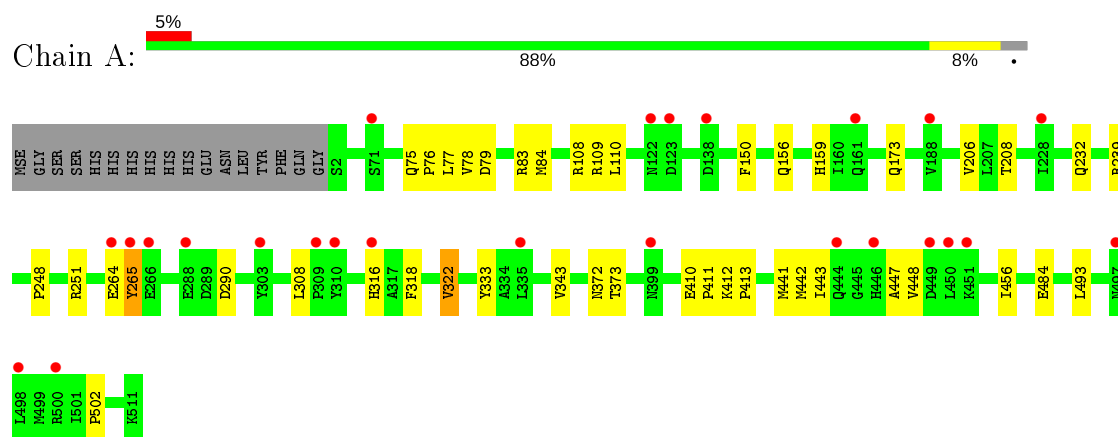 5%
Chain A:
88% 8% •
MSE GLY SER SER HIS HIS HIS HIS HIS HIS GLU ASN LEU TYR PHE GLN GLY S2 S71 Q75 P76 L77 V78 D79 R83 M84 R108 R109 L110 N122 D123 D138 F150 Q156 H159 I160 Q161 Q173 V188 V206 L207 T208 I228 Q232 R239
P248 R251 E264 Y265 E266 E288 D289 D290 Y303 L308 P309 Y310 H316 A317 F318 V322 Y333 A334 L335 V343 N372 T373 N399 E410 P411 K412 P413 M441 M442 I443 Q444 G445 H446 A447 V448 D449 L450 K451 I456 E484 L493 N497
L498 M499 R500 I501 P502 K511